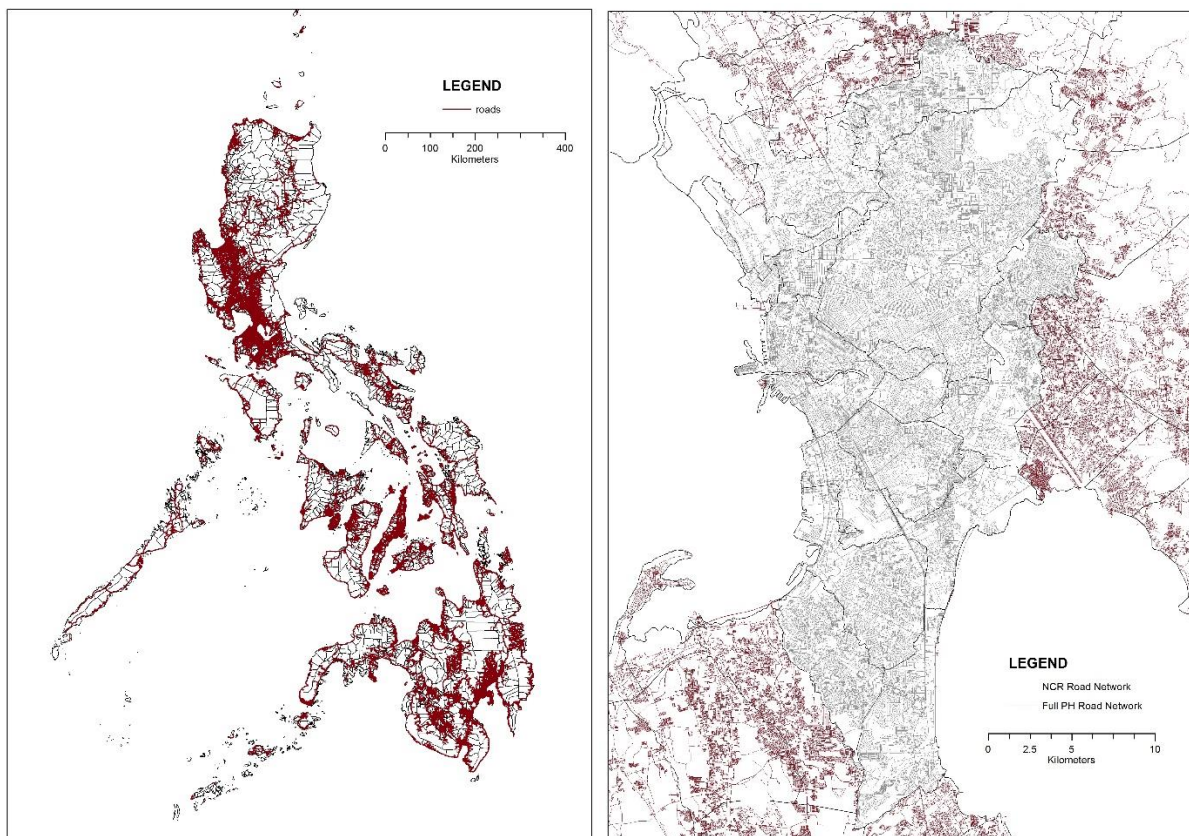 LEGEND
roads
0 100 200 400
Kilometers
LEGEND
NCR Road Network
Full PH Road Network
0 2.5 5 10
Kilometers